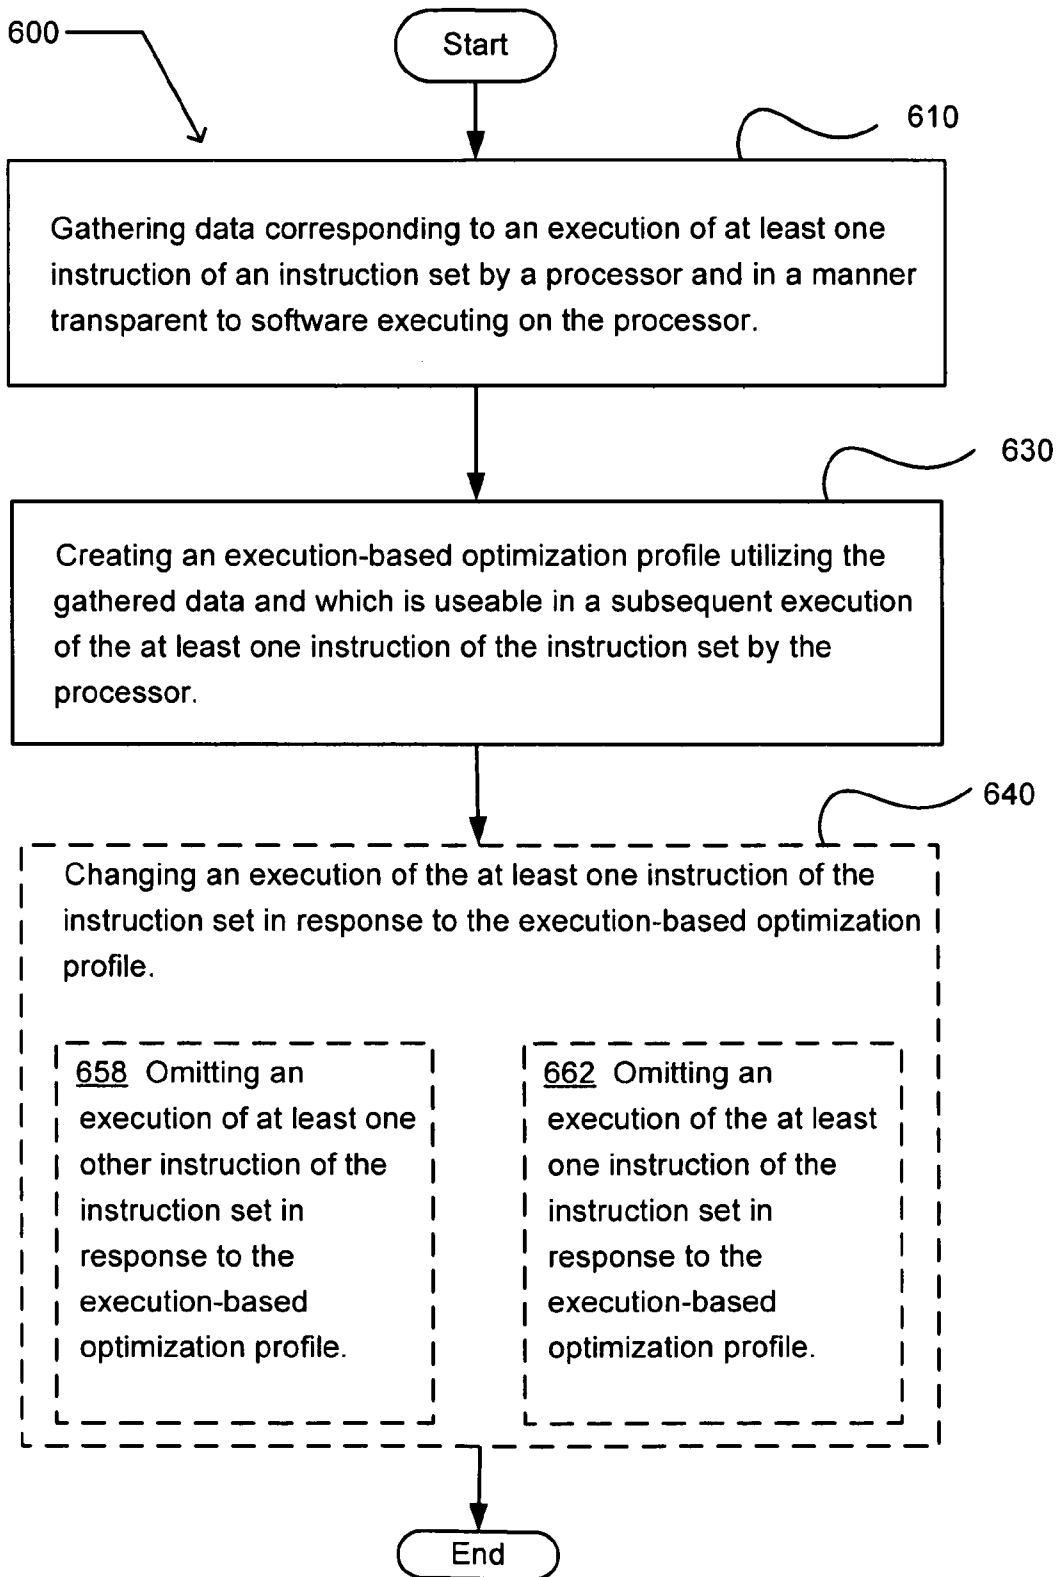 600
Start
610
Gathering data corresponding to an execution of at least one
instruction of an instruction set by a processor and in a manner
transparent to software executing on the processor.
630
Creating an execution-based optimization profile utilizing the
gathered data and which is useable in a subsequent execution
of the at least one instruction of the instruction set by the
processor.
640
Changing an execution of the at least one instruction of the
instruction set in response to the execution-based optimization
profile.
658 Omitting an
execution of at least one
other instruction of the
instruction set in
response to the
execution-based
optimization profile.
662 Omitting an
execution of the at least
one instruction of the
instruction set in
response to the
execution-based
optimization profile.
End